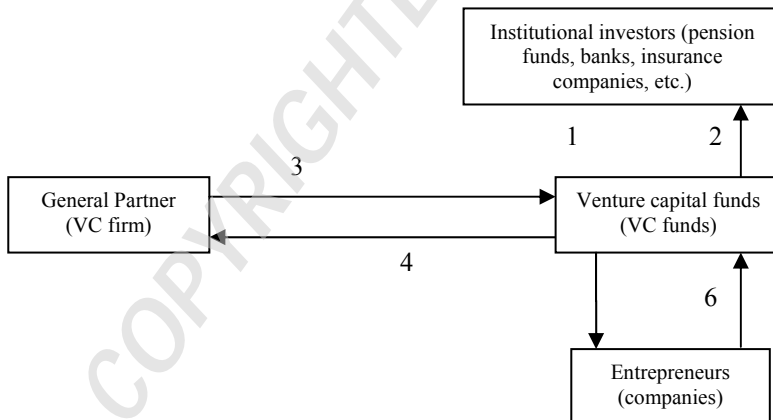 Institutional investors (pension
funds, banks, insurance
companies, etc.)
1
2
3
General Partner
(VC firm)
Venture capital funds
(VC funds)
4
6
Entrepreneurs
(companies)
COPYRIGHTE